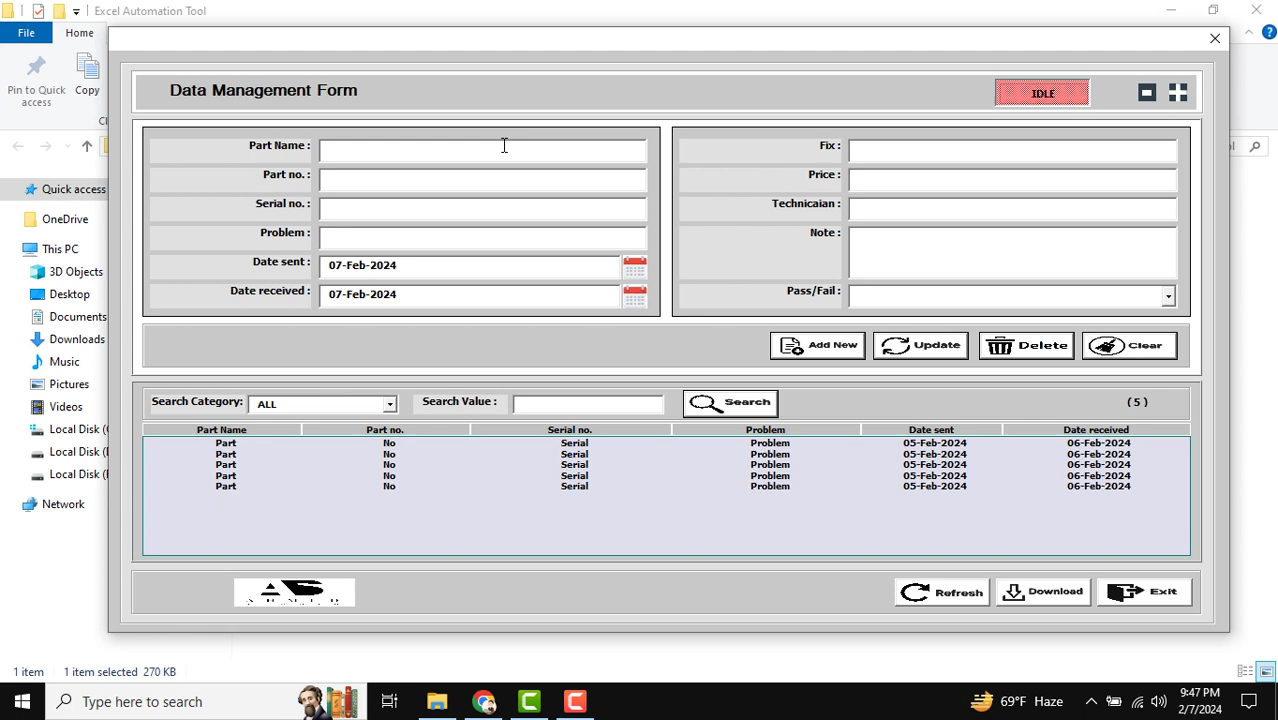 Excel Automation Tool
File
Home
Pin to Quick access
Copy
Data Management Form
IDLE
Part Name :
Part no. :
Serial no. :
Problem :
Date sent :
07-Feb-2024
Date received :
07-Feb-2024
Fix :
Price :
Technicaian :
Note :
Pass/Fail :
Add New
Update
Delete
Clear
Search Category:
ALL
Search Value :
Search
( 5 )
Part Name Part no. Serial no. Problem Date sent Date received
Part No Serial Problem 05-Feb-2024 06-Feb-2024
Part No Serial Problem 05-Feb-2024 06-Feb-2024
Part No Serial Problem 05-Feb-2024 06-Feb-2024
Part No Serial Problem 05-Feb-2024 06-Feb-2024
Part No Serial Problem 05-Feb-2024 06-Feb-2024
Refresh
Download
Exit
Quick access
OneDrive
This PC
3D Objects
Desktop
Documents
Downloads
Music
Pictures
Videos
Local Disk (
Local Disk (
Local Disk (
Network
1 item
1 item selected 270 KB
Type here to search
69°F Haze
9:47 PM
2/7/2024